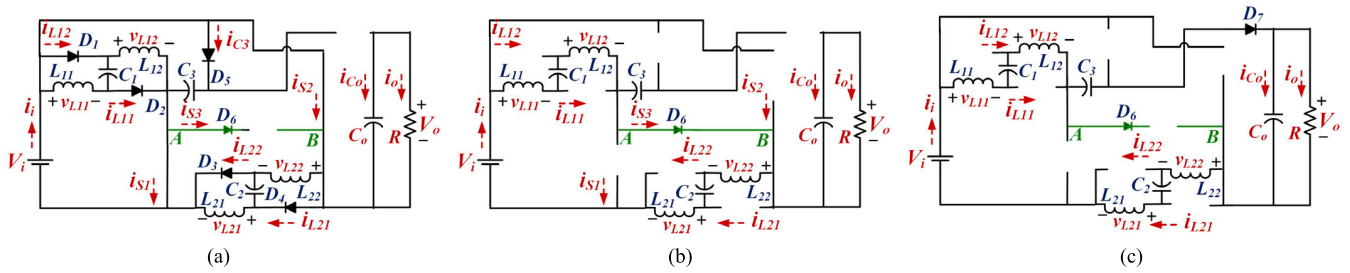 i_L12 D_1 + v_L12 − i_C3
L_11 C_1 L_12 C_3 D_5
+ v_L11 − i_L11 D_2 i_S3 i_S2 i_Co i_o
i_i A D_6 B C_o R + V_o −
V_i D_3 i_L22 − v_L22 +
i_S1 L_21 C_2 D_4 L_22
− v_L21 + i_L21
(a)
i_L12 + v_L12 −
L_11 C_1 L_12 C_3
+ v_L11 − i_L11 i_S3 i_S2 i_Co i_o
i_i A D_6 B C_o R + V_o −
V_i i_L22 − v_L22 +
i_S1 L_21 C_2 L_22
− v_L21 + i_L21
(b)
i_L12 + v_L12 − D_7
L_11 C_1 L_12 C_3
+ v_L11 − i_L11 i_Co i_o
i_i A D_6 B C_o R + V_o −
V_i i_L22 − v_L22 +
L_21 C_2 L_22
− v_L21 + i_L21
(c)